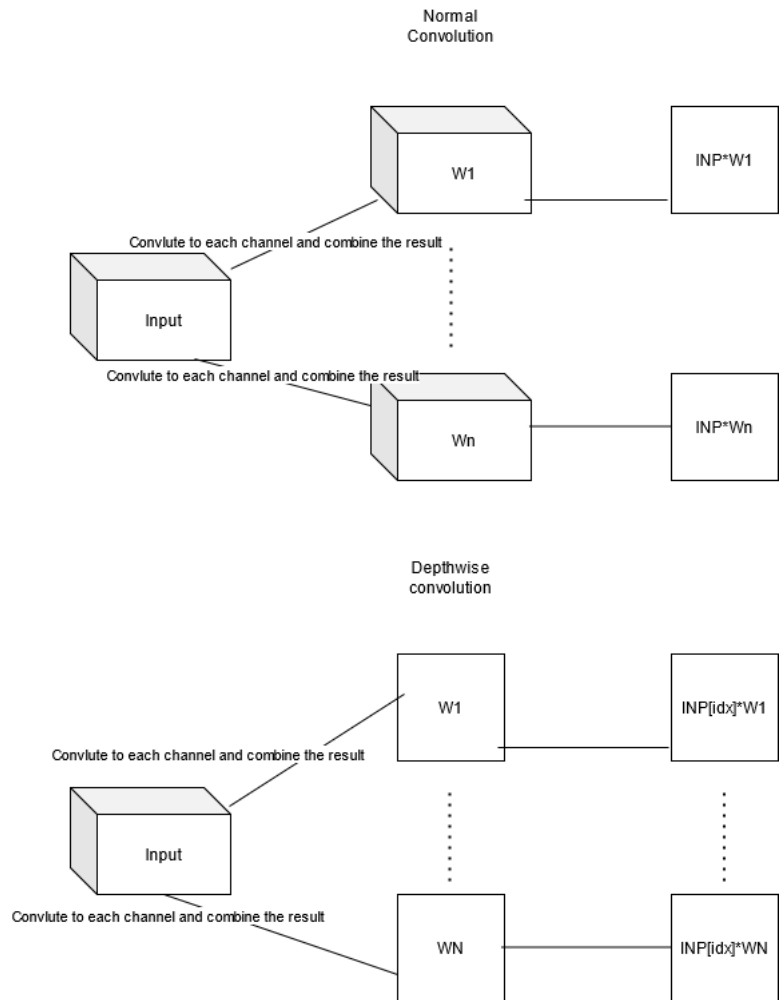 Normal
Convolution
W1
INP*W1
Convlute to each channel and combine the result
Input
Convlute to each channel and combine the result
Wn
INP*Wn
Depthwise
convolution
W1
INP[idx]*W1
Convlute to each channel and combine the result
Input
Convlute to each channel and combine the result
WN
INP[idx]*WN